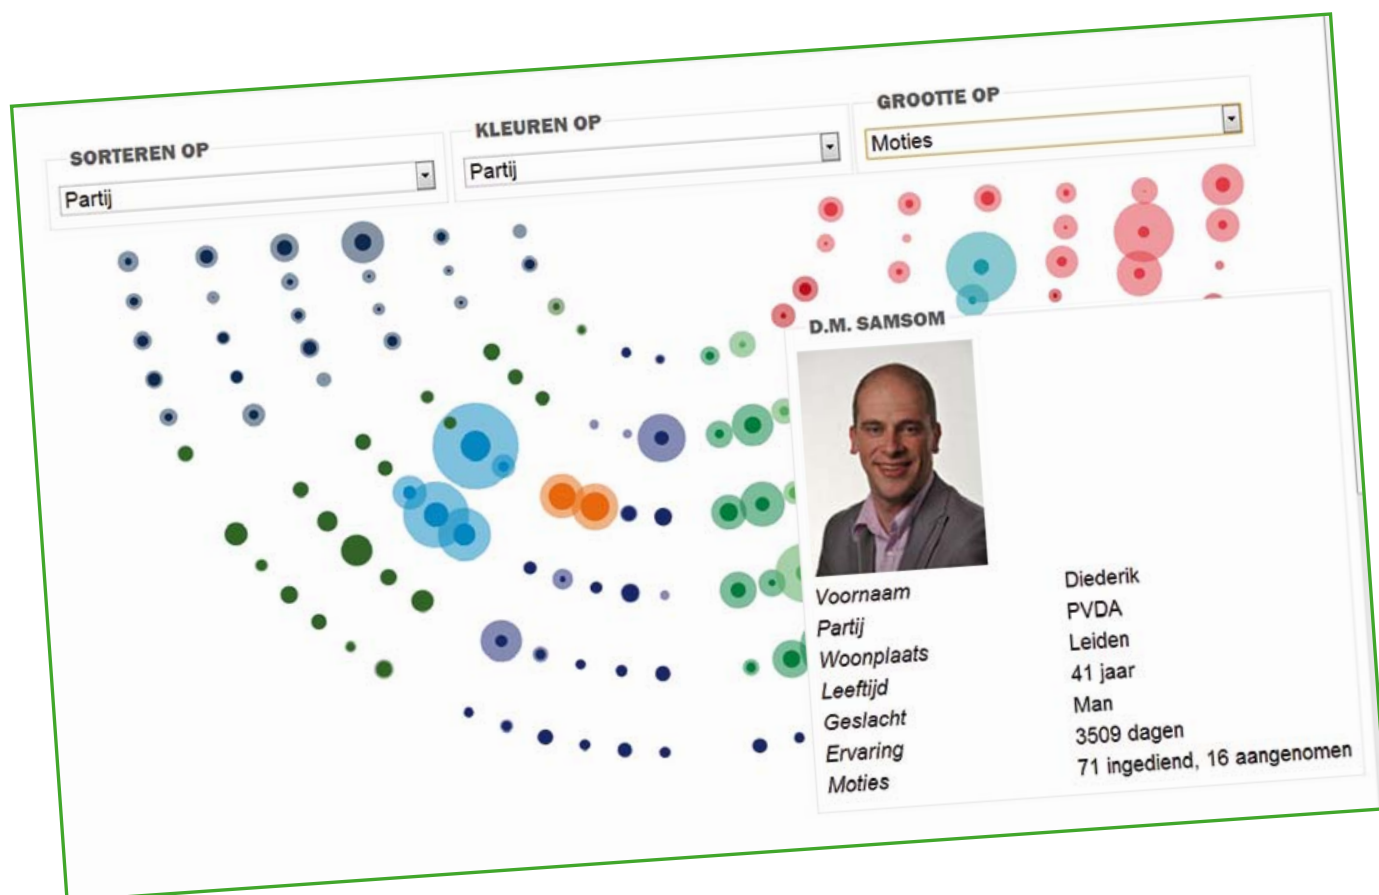 SORTEREN OP
Partij
KLEUREN OP
Partij
GROOTTE OP
Moties
D.M. SAMSOM
Voornaam Diederik
Partij PVDA
Woonplaats Leiden
Leeftijd 41 jaar
Geslacht Man
Ervaring 3509 dagen
Moties 71 ingediend, 16 aangenomen